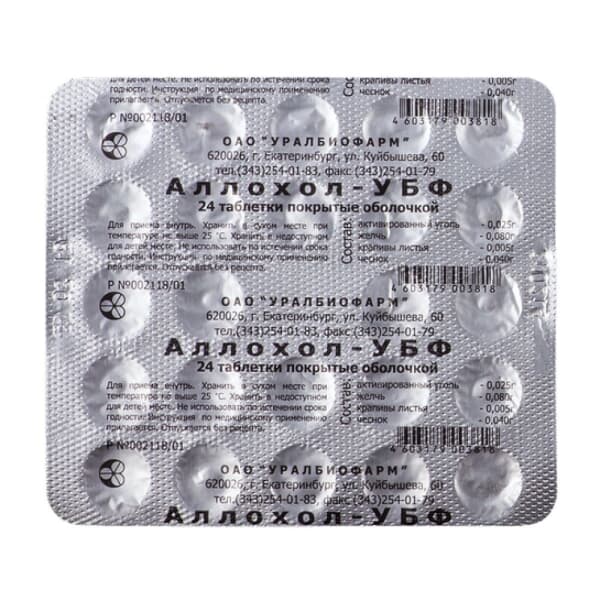 для детей месте. Не использовать по истечении срока
годности. Инструкция по медицинскому применению
прилагается. Отпускается без рецепта.
Состав:
крапивы листья - 0,005г
чеснок - 0,040г
Р №002118/01
4 603179 003818
ОАО "УРАЛБИОФАРМ"
620026, г. Екатеринбург, ул. Куйбышева, 60
тел.(343)254-01-83, факс (343)254-01-79
Аллохол-УБФ
24 таблетки покрытые оболочкой
Для приема внутрь. Хранить в сухом месте при
температуре не выше 25 °C. Хранить в недоступном
для детей месте. Не использовать по истечении срока
годности. Инструкция по медицинскому применению
прилагается. Отпускается без рецепта.
Состав:
активированный уголь - 0,025г
желчь - 0,080г
крапивы листья - 0,005г
чеснок - 0,040г
Р №002118/01
4 603179 003818
ОАО "УРАЛБИОФАРМ"
620026, г. Екатеринбург, ул. Куйбышева, 60
тел.(343)254-01-83, факс (343)254-01-79
Аллохол-УБФ
24 таблетки покрытые оболочкой
Для приема внутрь. Хранить в сухом месте при
температуре не выше 25 °C. Хранить в недоступном
для детей месте. Не использовать по истечении срока
годности. Инструкция по медицинскому применению
прилагается. Отпускается без рецепта.
Состав:
активированный уголь - 0,025г
желчь - 0,080г
крапивы листья - 0,005г
чеснок - 0,040г
Р №002118/01
4 603179 003818
ОАО "УРАЛБИОФАРМ"
620026, г. Екатеринбург, ул. Куйбышева, 60
тел.(343)254-01-83, факс (343)254-01-79
Аллохол-УБФ